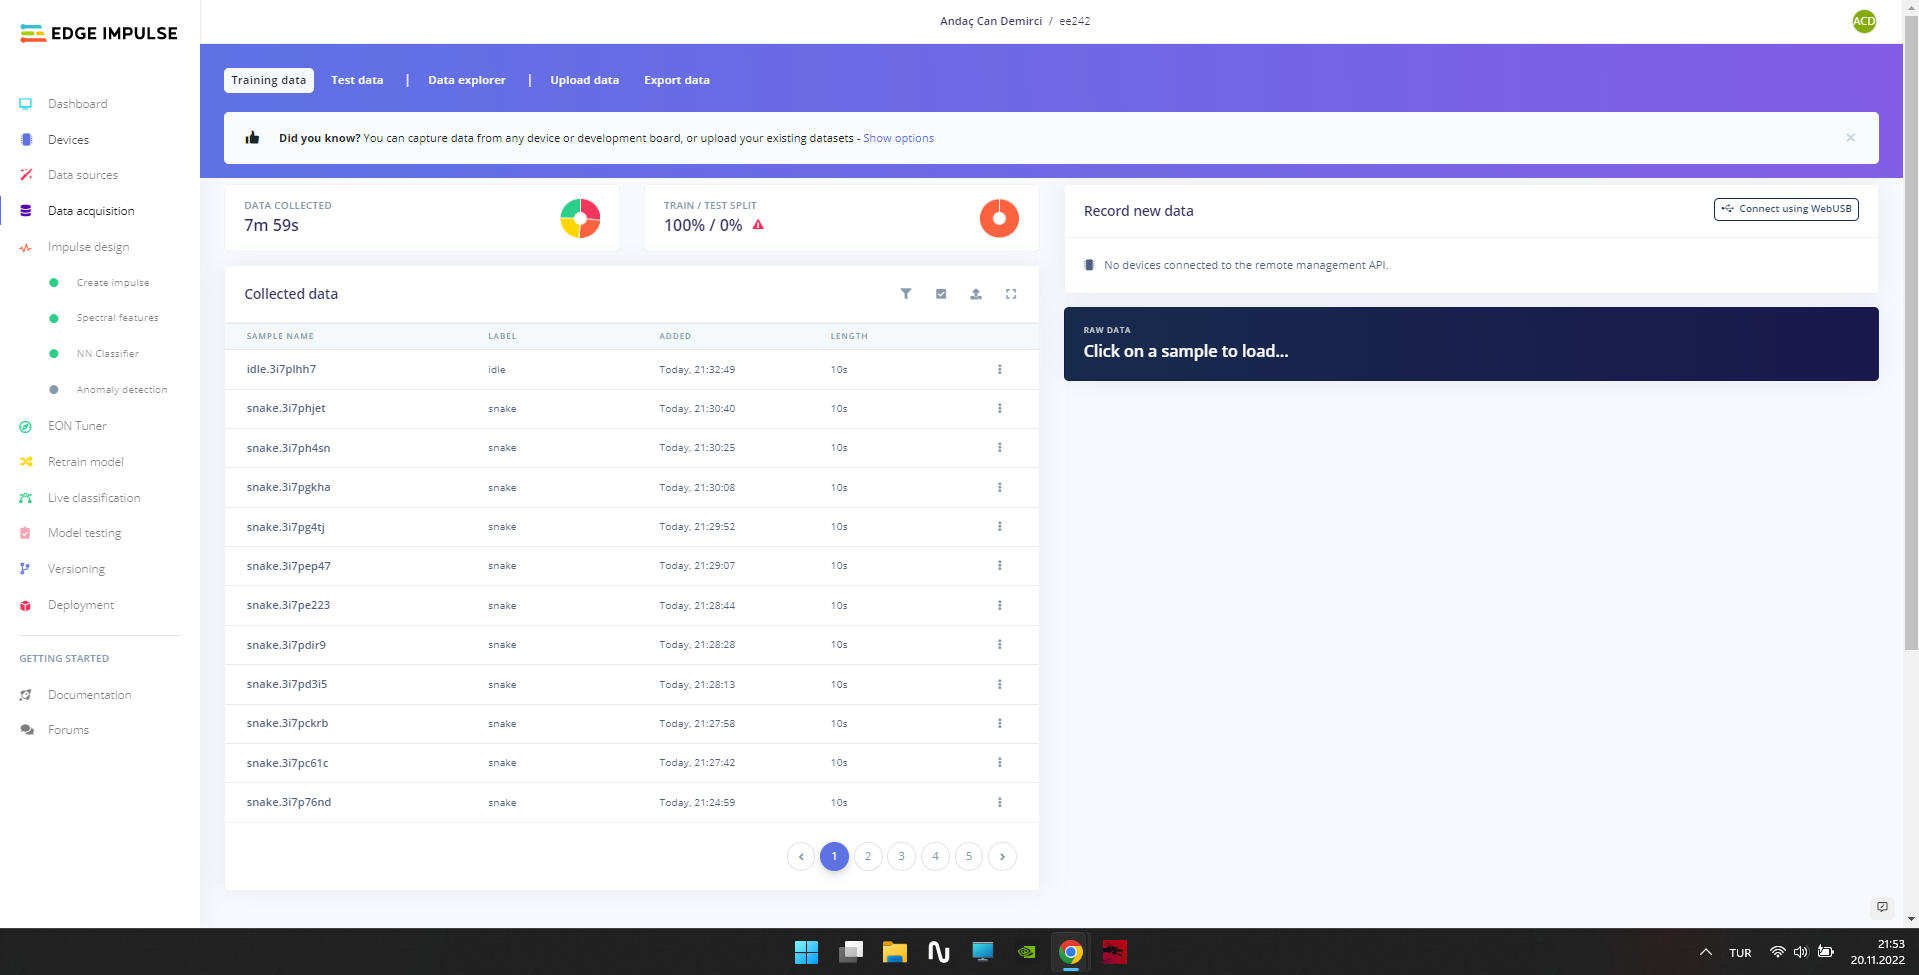 EDGE IMPULSE
Andaç Can Demirci / ee242
ACD
Dashboard
Devices
Data sources
Data acquisition
Impulse design
Create impulse
Spectral features
NN Classifier
Anomaly detection
EON Tuner
Retrain model
Live classification
Model testing
Versioning
Deployment
GETTING STARTED
Documentation
Forums
Training data Test data | Data explorer | Upload data Export data
Did you know? You can capture data from any device or development board, or upload your existing datasets - Show options
×
DATA COLLECTED
7m 59s
TRAIN / TEST SPLIT
100% / 0%
Collected data
SAMPLE NAME LABEL ADDED LENGTH
idle.3i7plhh7 idle Today, 21:32:49 10s
snake.3i7phjet snake Today, 21:30:40 10s
snake.3i7ph4sn snake Today, 21:30:25 10s
snake.3i7pgkha snake Today, 21:30:08 10s
snake.3i7pg4tj snake Today, 21:29:52 10s
snake.3i7pep47 snake Today, 21:29:07 10s
snake.3i7pe223 snake Today, 21:28:44 10s
snake.3i7pdir9 snake Today, 21:28:28 10s
snake.3i7pd3i5 snake Today, 21:28:13 10s
snake.3i7pckrb snake Today, 21:27:58 10s
snake.3i7pc61c snake Today, 21:27:42 10s
snake.3i7p76nd snake Today, 21:24:59 10s
‹ 1 2 3 4 5 ›
Record new data
Connect using WebUSB
No devices connected to the remote management API.
RAW DATA
Click on a sample to load...
TUR
21:53
20.11.2022